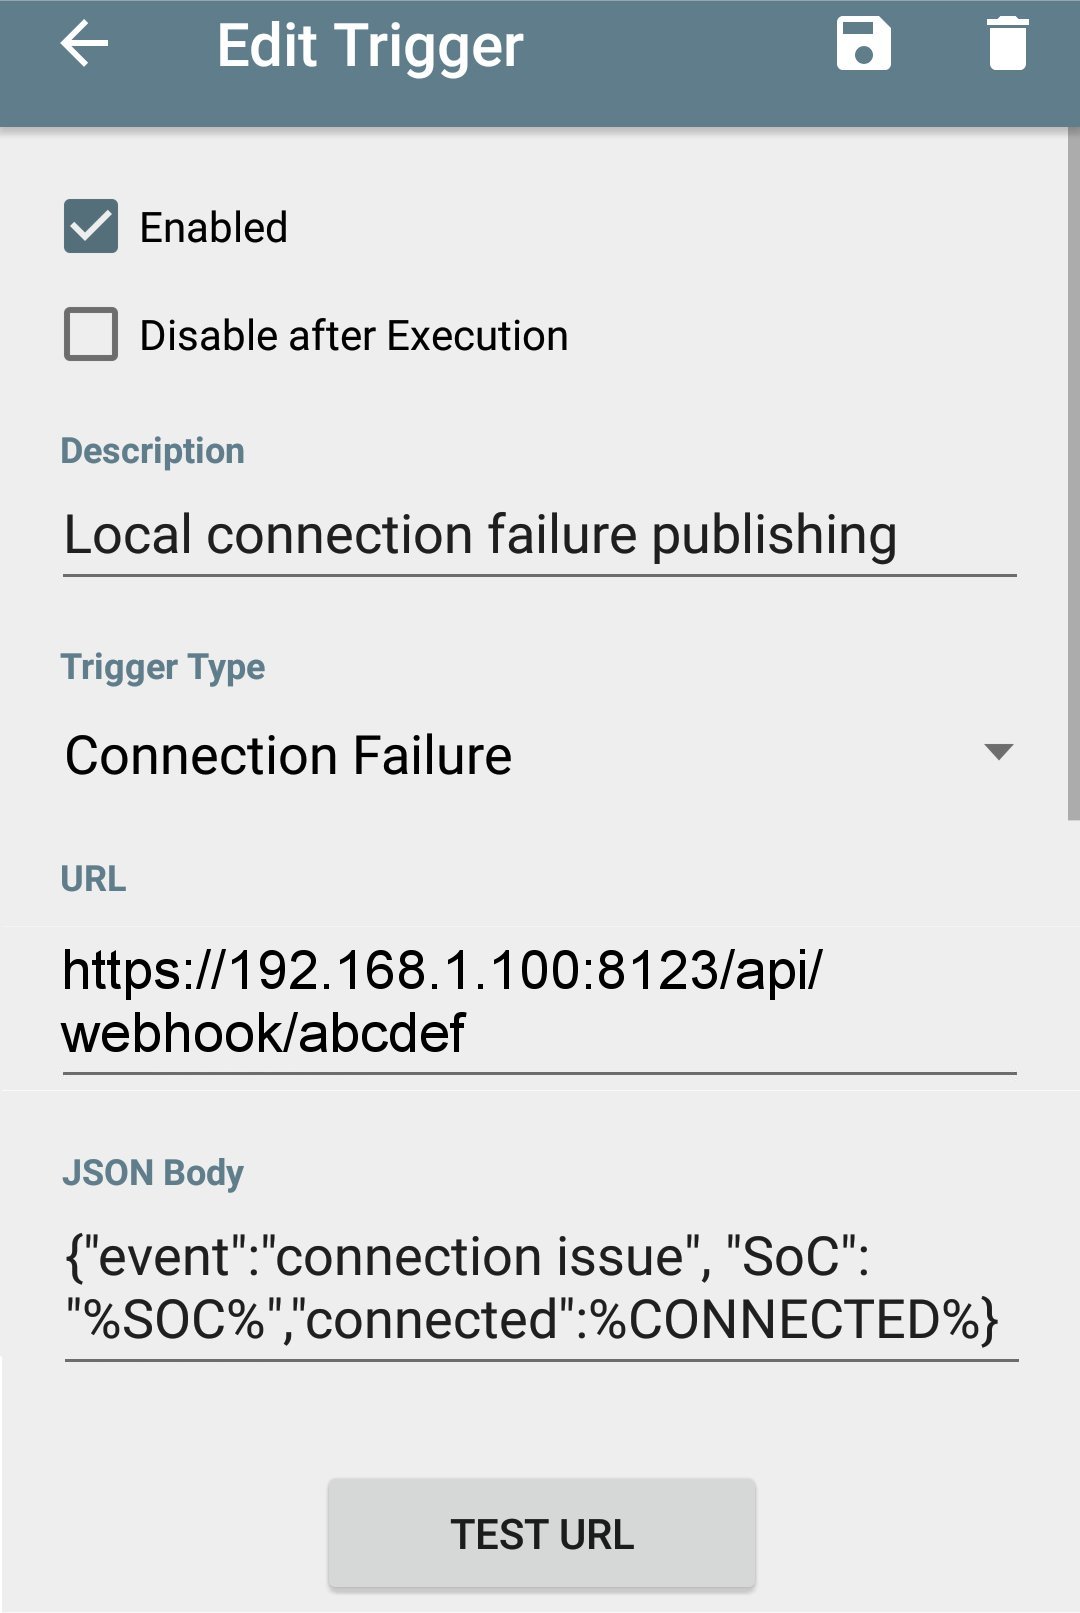 Edit Trigger
Enabled
Disable after Execution
Description
Local connection failure publishing
Trigger Type
Connection Failure
URL
https://192.168.1.100:8123/api/
webhook/abcdef
JSON Body
{"event":"connection issue", "SoC":
"%SOC%","connected":%CONNECTED%}
TEST URL